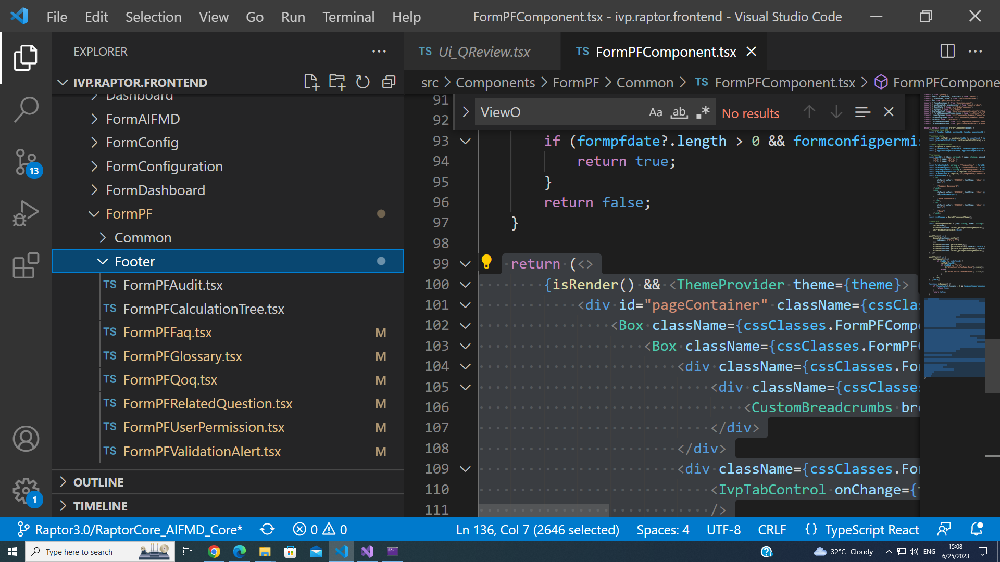 File Edit Selection View Go Run Terminal Help
FormPFComponent.tsx - ivp.raptor.frontend - Visual Studio Code
EXPLORER
IVP.RAPTOR.FRONTEND
Dashboard
FormAIFMD
FormConfig
FormConfiguration
FormDashboard
FormPF
Common
Footer
TS FormPFAudit.tsx
TS FormPFCalculationTree.tsx
TS FormPFFaq.tsx M
TS FormPFGlossary.tsx M
TS FormPFQoq.tsx M
TS FormPFRelatedQuestion.tsx M
TS FormPFUserPermission.tsx M
TS FormPFValidationAlert.tsx M
OUTLINE
TIMELINE
13
1
TS Ui_QReview.tsx
TS FormPFComponent.tsx
src > Components > FormPF > Common > TS FormPFComponent.tsx > FormPFCompone
ViewO Aa ab No results
91
92
93 if (formpfdate?.length > 0 && formconfigpermis
94 return true;
95 }
96 return false;
97 }
98
99 return (<>
100 {isRender() && <ThemeProvider theme={theme}>
101 <div id="pageContainer" className={cssCla
102 <Box className={cssClasses.FormPFCompo
103 <Box className={cssClasses.FormPF
104 <div className={cssClasses.For
105 <div className={cssClasses
106 <CustomBreadcrumbs bre
107 </div>
108 </div>
109 <div className={cssClasses.For
110 <IvpTabControl onChange={
111 />
Raptor3.0/RaptorCore_AIFMD_Core* 0 0 Ln 136, Col 7 (2646 selected) Spaces: 4 UTF-8 CRLF {} TypeScript React
Type here to search
32°C Cloudy ENG
15:08
6/25/2023